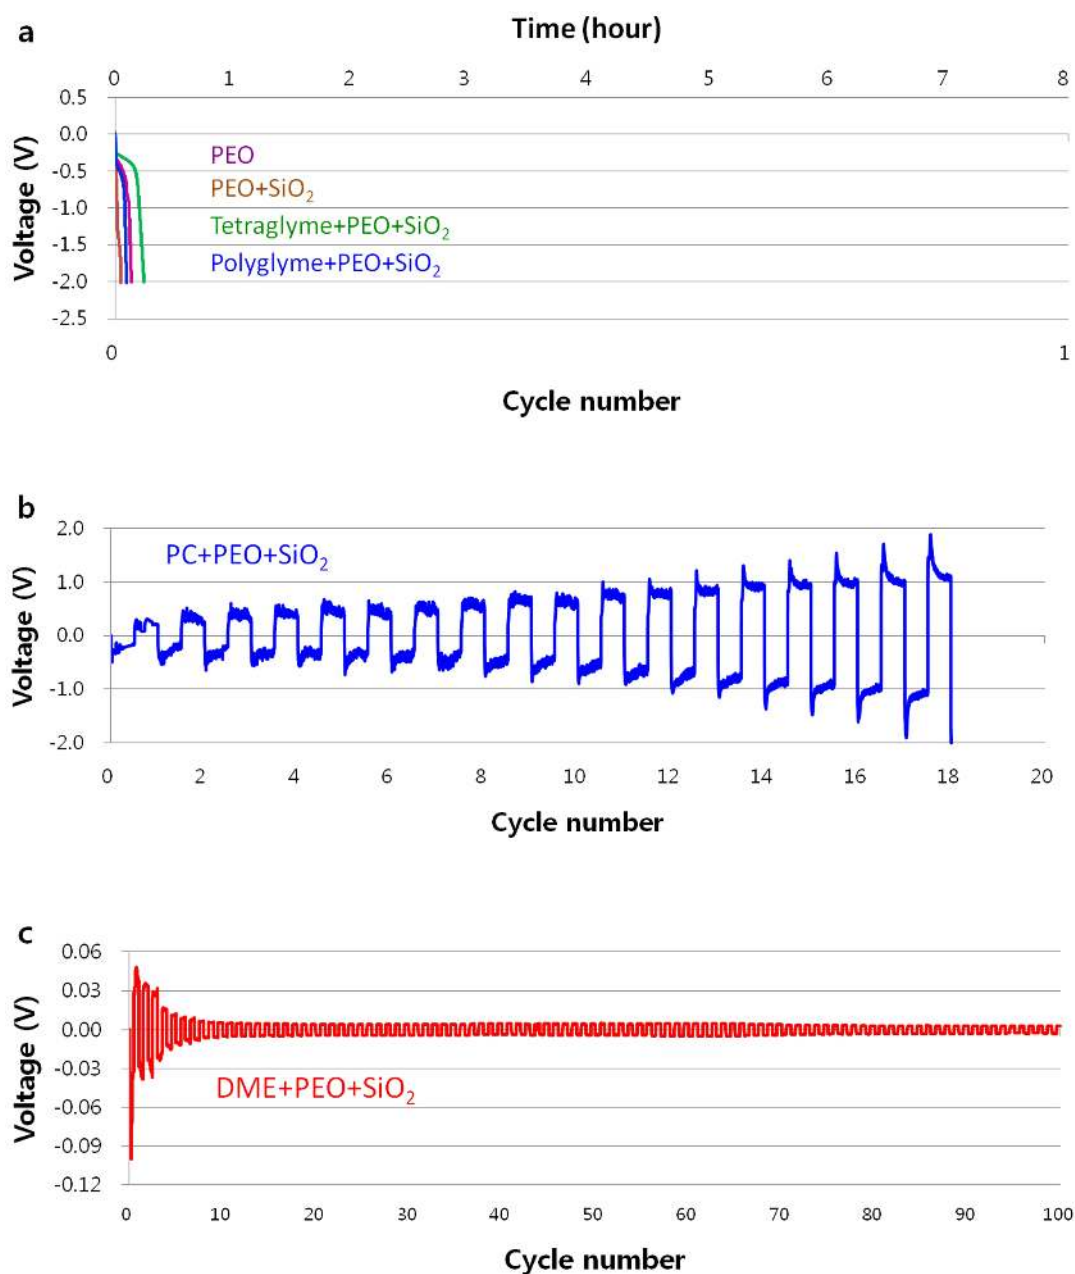 a
Time (hour)
0 1 2 3 4 5 6 7 8
0.5
0.0
-0.5
-1.0
-1.5
-2.0
-2.5
Voltage (V)
PEO
PEO+SiO₂
Tetraglyme+PEO+SiO₂
Polyglyme+PEO+SiO₂
0 1
Cycle number
b
2.0
1.0
0.0
-1.0
-2.0
Voltage (V)
PC+PEO+SiO₂
0 2 4 6 8 10 12 14 16 18 20
Cycle number
c
0.06
0.03
0.00
-0.03
-0.06
-0.09
-0.12
Voltage (V)
DME+PEO+SiO₂
0 10 20 30 40 50 60 70 80 90 100
Cycle number